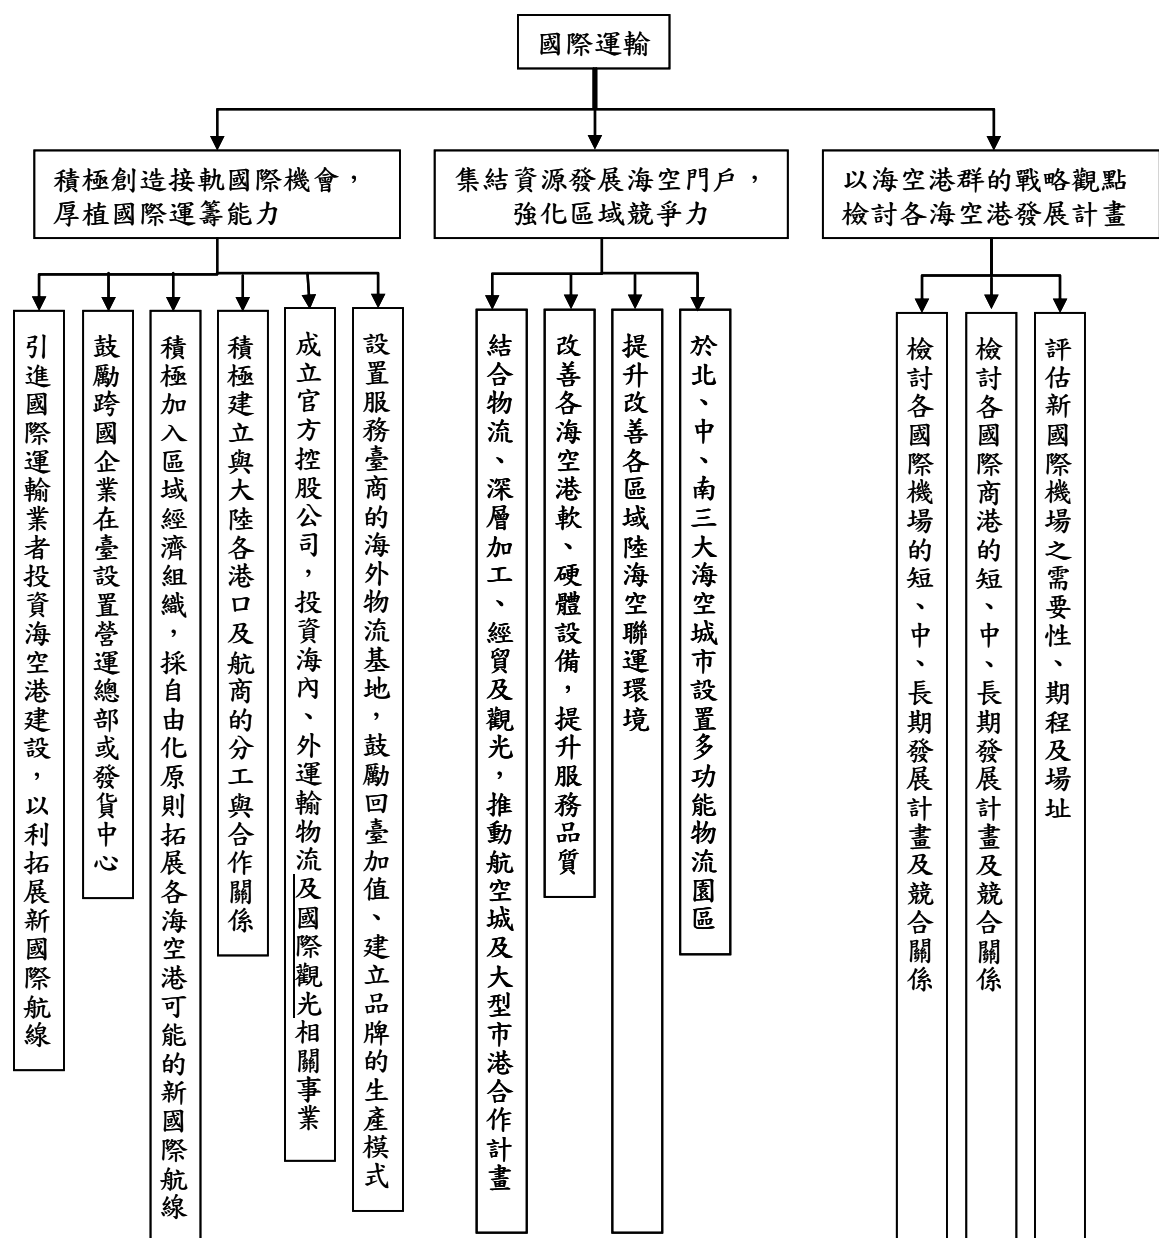 國際運輸
積極創造接軌國際機會，
厚植國際運籌能力
集結資源發展海空門戶，
強化區域競爭力
以海空港群的戰略觀點
檢討各海空港發展計畫
引進國際運輸業者投資海空港建設，以利拓展新國際航線
鼓勵跨國企業在臺設置營運總部或發貨中心
積極加入區域經濟組織，採自由化原則拓展各海空港可能的新國際航線
積極建立與大陸各港口及航商的分工與合作關係
成立官方控股公司，投資海內、外運輸物流及國際觀光相關事業
設置服務臺商的海外物流基地，鼓勵回臺加值、建立品牌的生產模式
結合物流、深層加工、經貿及觀光，推動航空城及大型市港合作計畫
改善各海空港軟、硬體設備，提升服務品質
提升改善各區域陸海空聯運環境
於北、中、南三大海空城市設置多功能物流園區
檢討各國際機場的短、中、長期發展計畫及競合關係
檢討各國際商港的短、中、長期發展計畫及競合關係
評估新國際機場之需要性、期程及場址